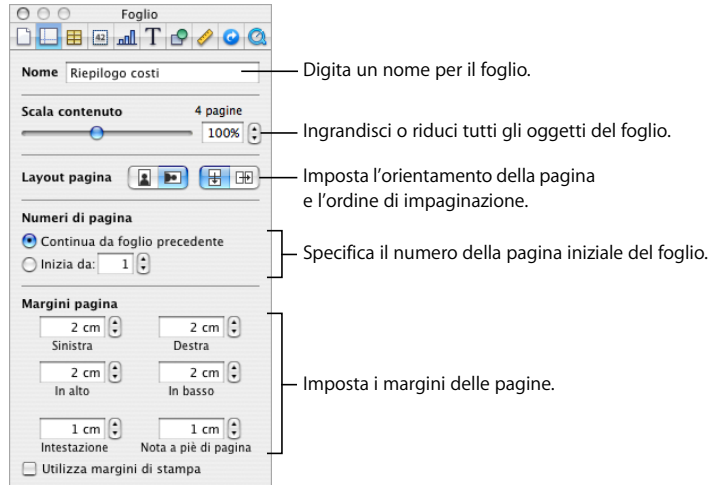 Foglio
42
T
Nome Riepilogo costi
Digita un nome per il foglio.
Scala contenuto 4 pagine
100%
Ingrandisci o riduci tutti gli oggetti del foglio.
Layout pagina
Imposta l'orientamento della pagina
e l'ordine di impaginazione.
Numeri di pagina
Continua da foglio precedente
Inizia da: 1
Specifica il numero della pagina iniziale del foglio.
Margini pagina
2 cm 2 cm
Sinistra Destra
2 cm 2 cm
In alto In basso
Imposta i margini delle pagine.
1 cm 1 cm
Intestazione Nota a piè di pagina
Utilizza margini di stampa